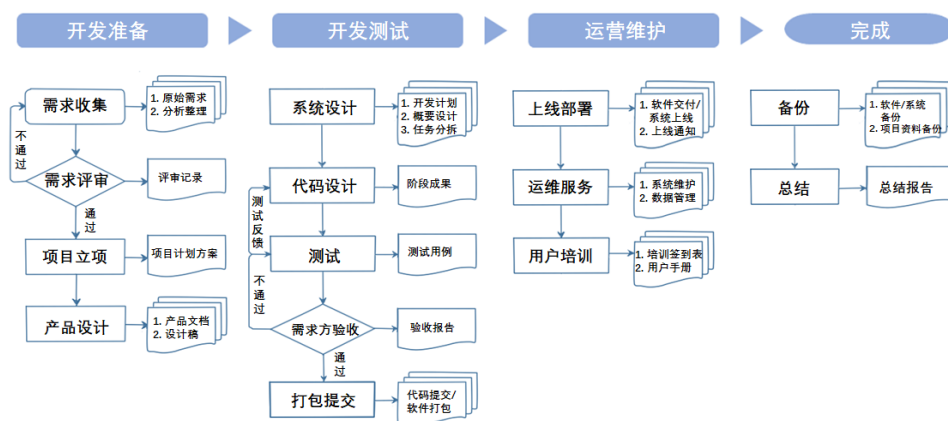 开发准备
开发测试
运营维护
完成
需求收集
1. 原始需求
2. 分析整理
不通过
需求评审
评审记录
通过
项目立项
项目计划方案
产品设计
1. 产品文档
2. 设计稿
系统设计
1. 开发计划
2. 概要设计
3. 任务分拆
代码设计
阶段成果
测试反馈
测试
测试用例
不通过
需求方验收
验收报告
通过
打包提交
代码提交/
软件打包
上线部署
1. 软件交付/
系统上线
2. 上线通知
运维服务
1. 系统维护
2. 数据管理
用户培训
1. 培训签到表
2. 用户手册
备份
1. 软件/系统
备份
2. 项目资料备份
总结
总结报告